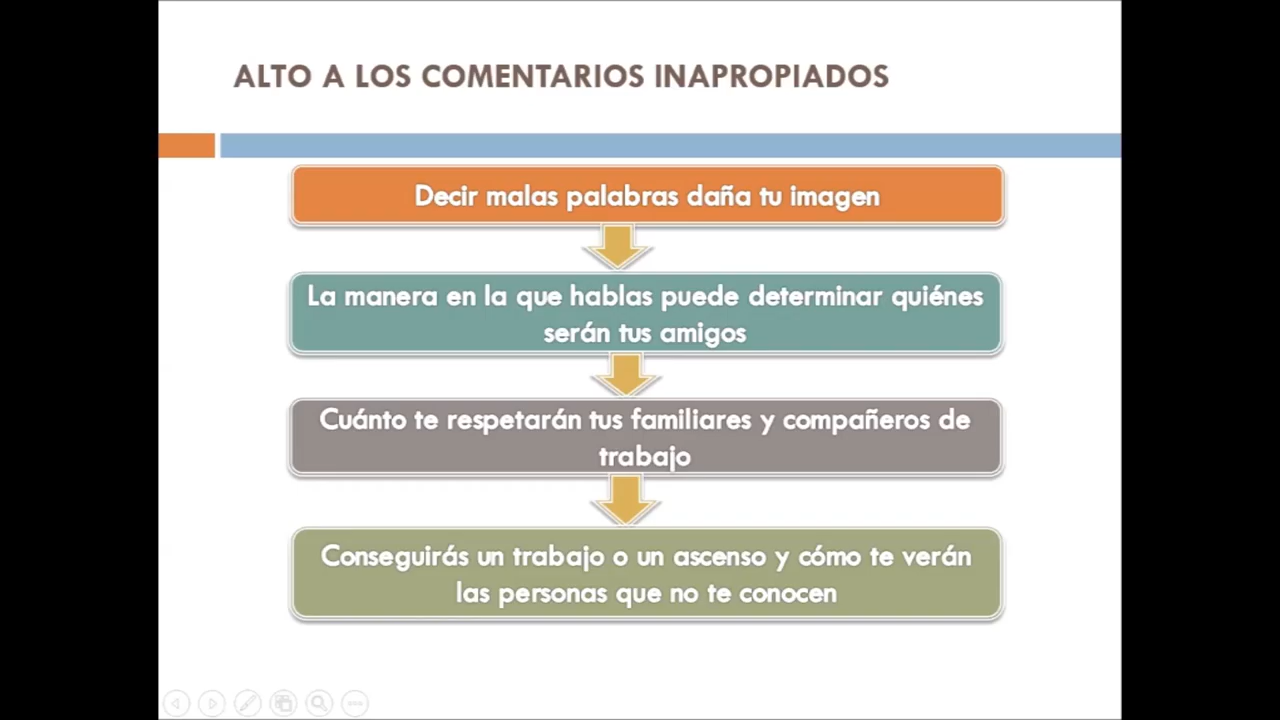 ALTO A LOS COMENTARIOS INAPROPIADOS
Decir malas palabras daña tu imagen
La manera en la que hablas puede determinar quiénes
serán tus amigos
Cuánto te respetarán tus familiares y compañeros de
trabajo
Conseguirás un trabajo o un ascenso y cómo te verán
las personas que no te conocen